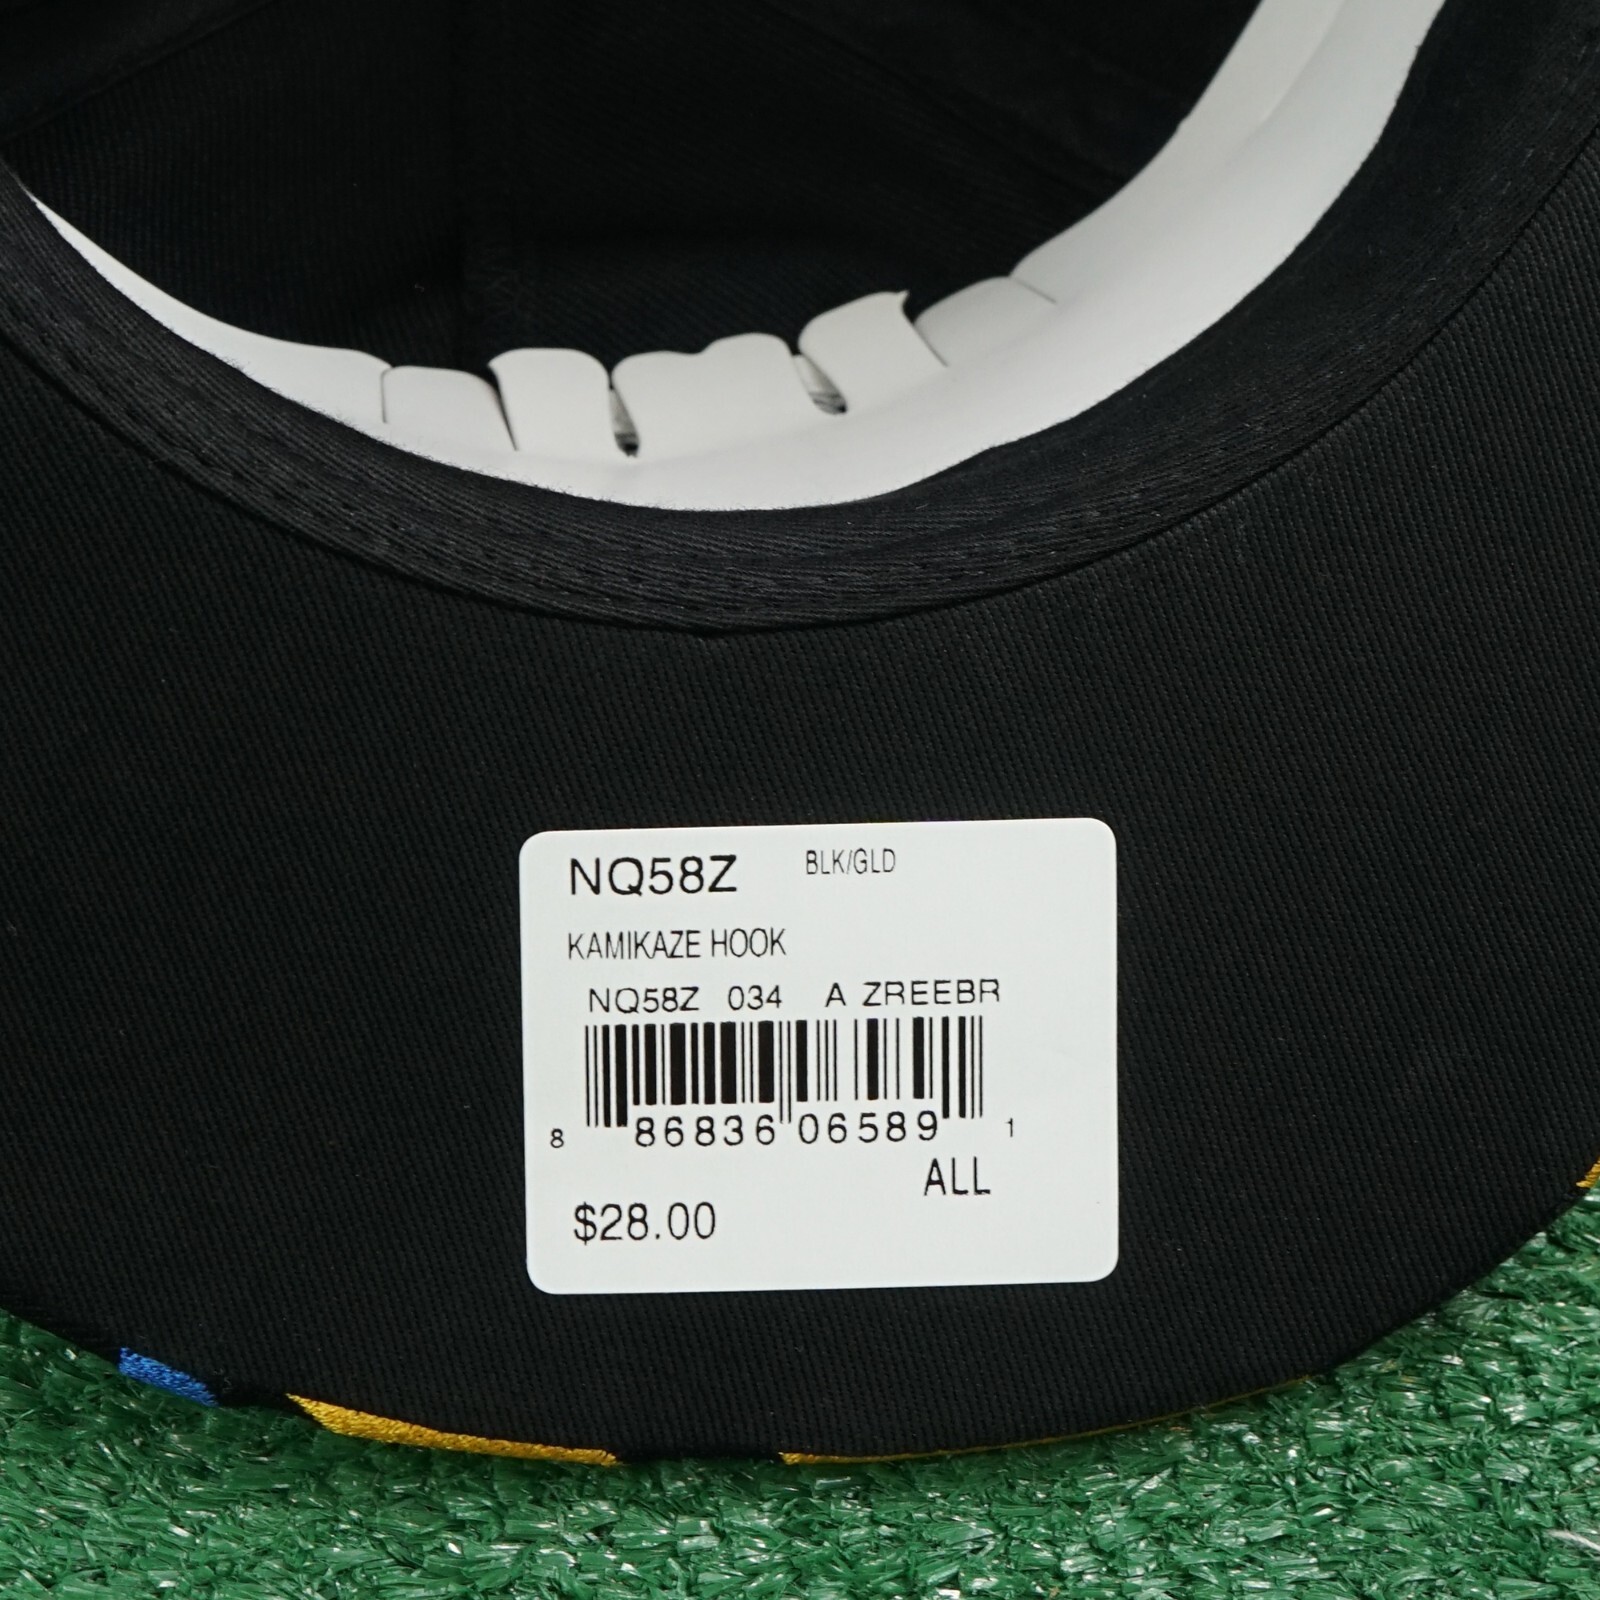 NQ58Z BLK/GLD
KAMIKAZE HOOK
NQ58Z 034 A ZREEBR
8 86836 06589 1
ALL
$28.00